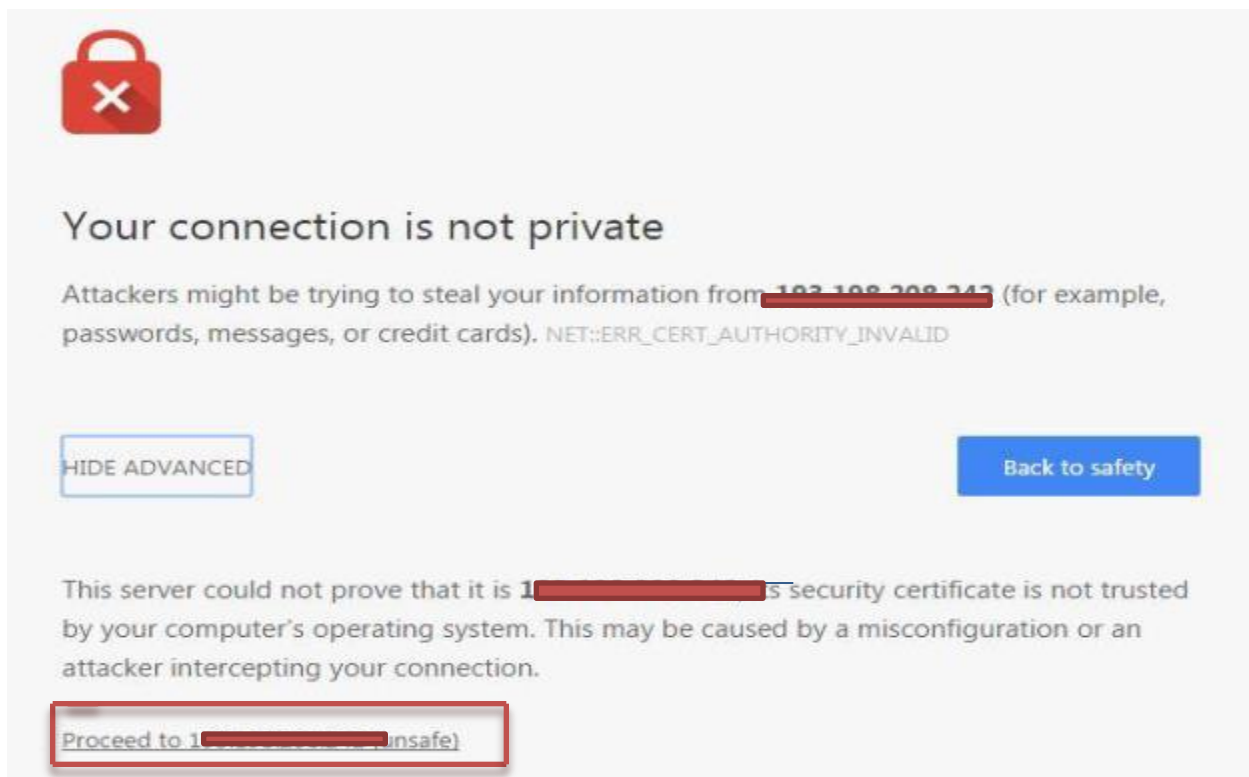 Your connection is not private
Attackers might be trying to steal your information from (for example,
passwords, messages, or credit cards). NET::ERR_CERT_AUTHORITY_INVALID
HIDE ADVANCED
Back to safety
This server could not prove that it is security certificate is not trusted
by your computer's operating system. This may be caused by a misconfiguration or an
attacker intercepting your connection.
Proceed to unsafe)